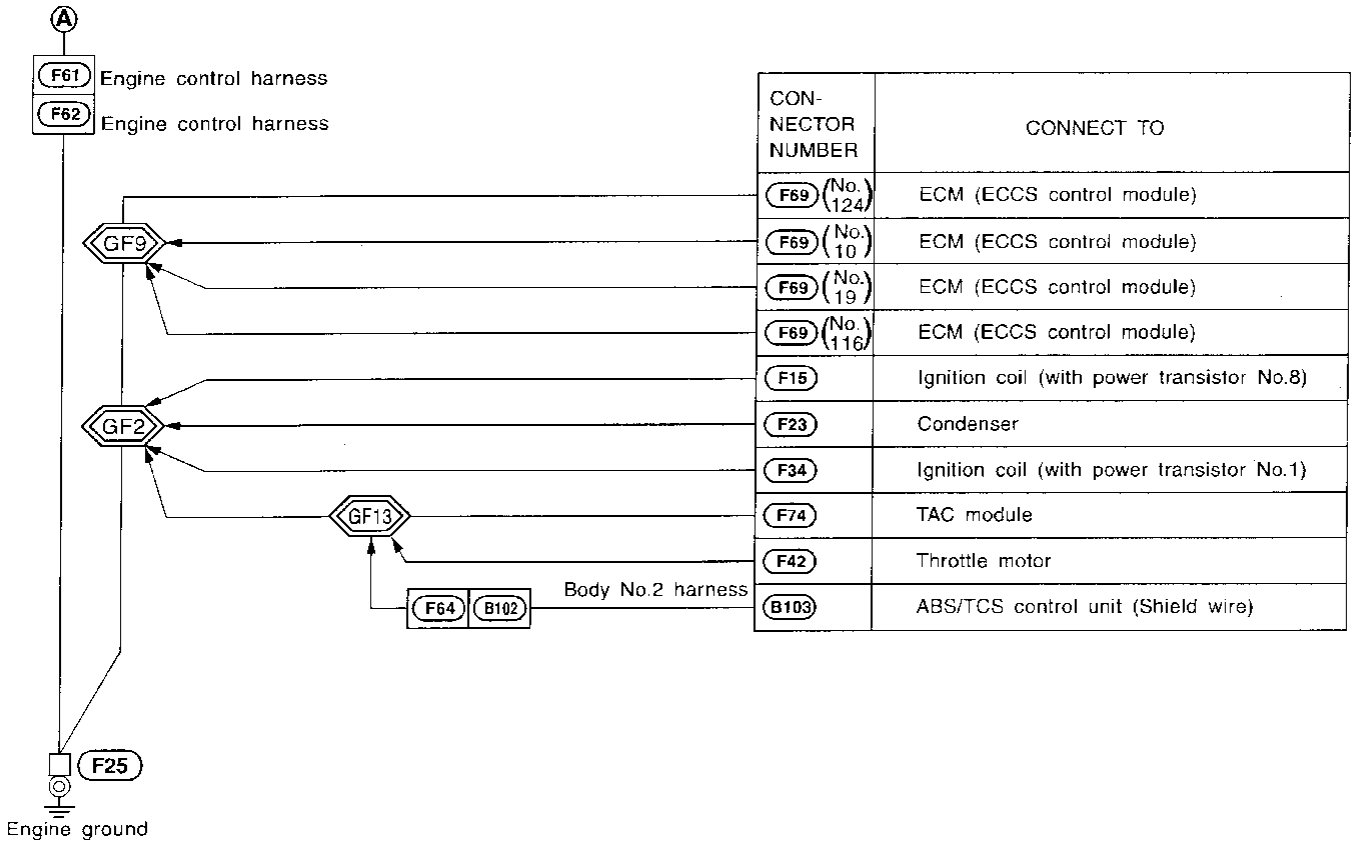 A
F61 Engine control harness
F62 Engine control harness
CON-
NECTOR
NUMBER
CONNECT TO
F69 (No. 124) ECM (ECCS control module)
GF9
F69 (No. 10) ECM (ECCS control module)
F69 (No. 19) ECM (ECCS control module)
F69 (No. 116) ECM (ECCS control module)
F15 Ignition coil (with power transistor No.8)
GF2
F23 Condenser
F34 Ignition coil (with power transistor No.1)
GF13
F74 TAC module
F42 Throttle motor
Body No.2 harness
F64 B102
B103 ABS/TCS control unit (Shield wire)
F25
Engine ground